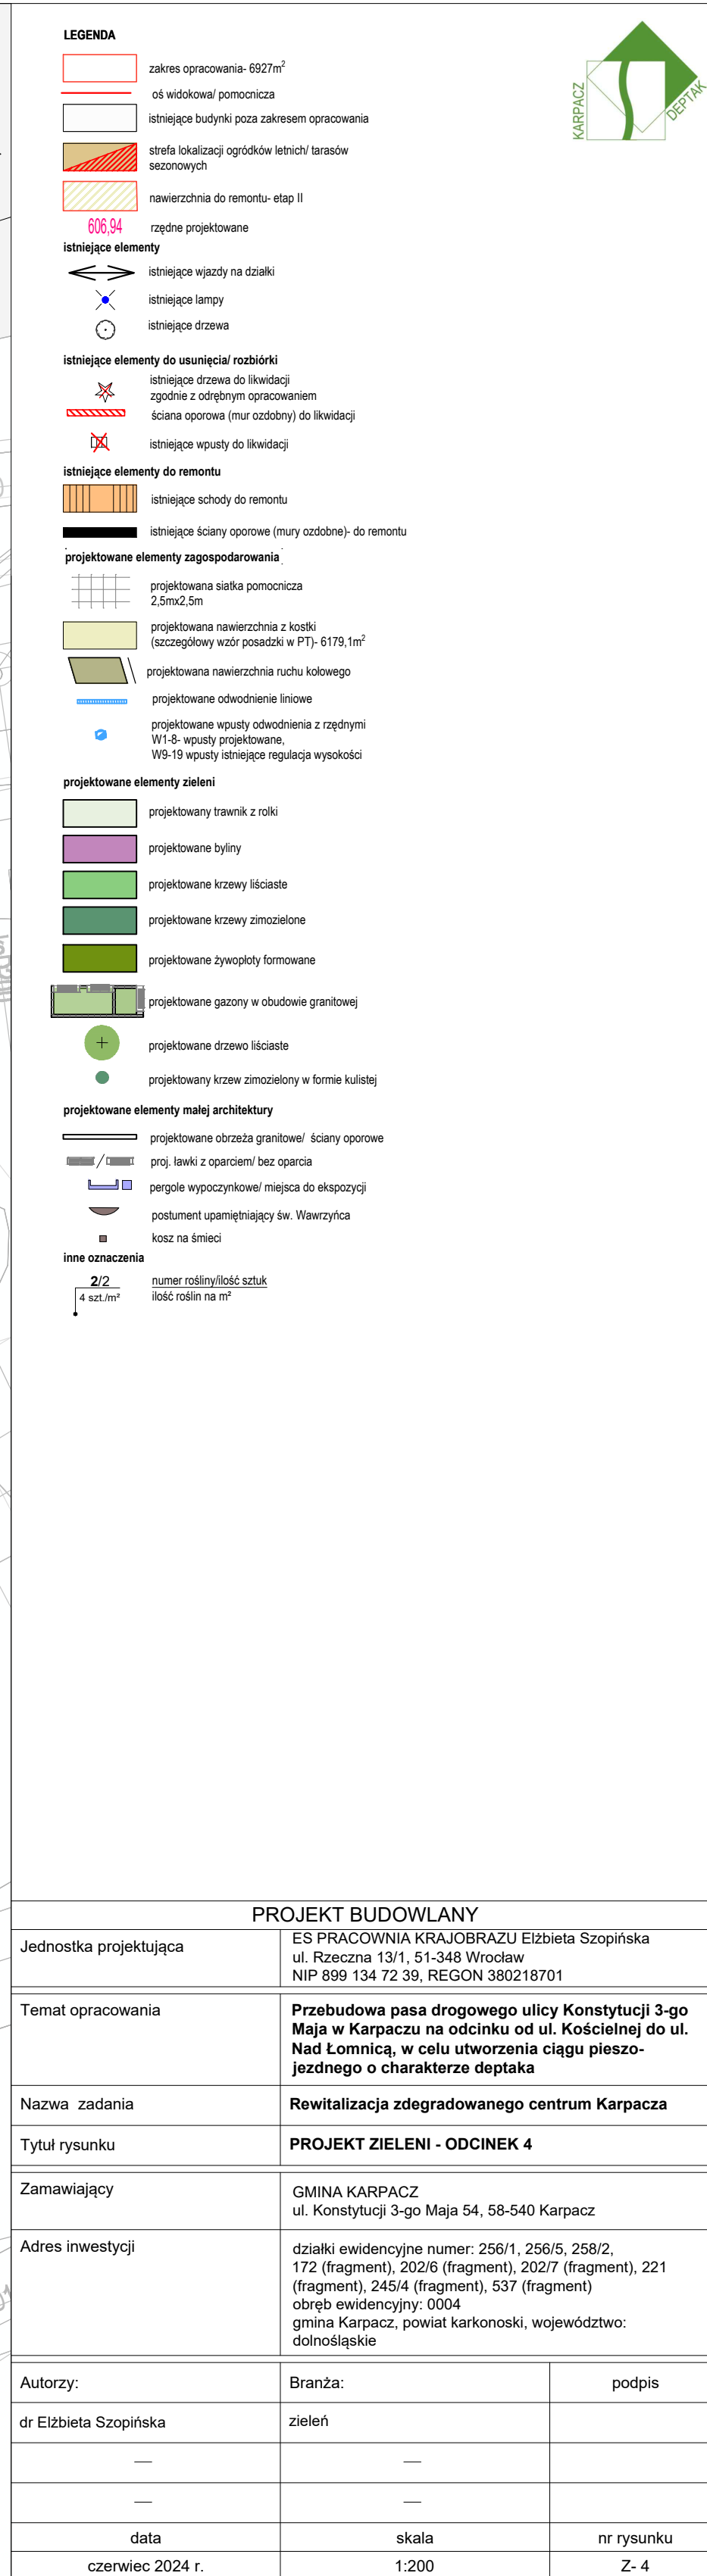 LEGENDA
KARPACZ
DEPTAK
zakres opracowania- 6927m²
oś widokowa/ pomocnicza
istniejące budynki poza zakresem opracowania
strefa lokalizacji ogródków letnich/ tarasów
sezonowych
nawierzchnia do remontu- etap II
606,94 rzędne projektowane
istniejące elementy
istniejące wjazdy na działki
istniejące lampy
istniejące drzewa
istniejące elementy do usunięcia/ rozbiórki
istniejące drzewa do likwidacji
zgodnie z odrębnym opracowaniem
ściana oporowa (mur ozdobny) do likwidacji
istniejące wpusty do likwidacji
istniejące elementy do remontu
istniejące schody do remontu
istniejące ściany oporowe (mury ozdobne)- do remontu
projektowane elementy zagospodarowania
projektowana siatka pomocnicza
2,5mx2,5m
projektowana nawierzchnia z kostki
(szczegółowy wzór posadzki w PT)- 6179,1m²
projektowana nawierzchnia ruchu kołowego
projektowane odwodnienie liniowe
projektowane wpusty odwodnienia z rzędnymi
W1-8- wpusty projektowane,
W9-19 wpusty istniejące regulacja wysokości
projektowane elementy zieleni
projektowany trawnik z rolki
projektowane byliny
projektowane krzewy liściaste
projektowane krzewy zimozielone
projektowane żywopłoty formowane
projektowane gazony w obudowie granitowej
projektowane drzewo liściaste
projektowany krzew zimozielony w formie kulistej
projektowane elementy małej architektury
projektowane obrzeża granitowe/ ściany oporowe
proj. ławki z oparciem/ bez oparcia
pergole wypoczynkowe/ miejsca do ekspozycji
postument upamiętniający św. Wawrzyńca
kosz na śmieci
inne oznaczenia
2/2 numer rośliny/ilość sztuk
4 szt./m² ilość roślin na m²
PROJEKT BUDOWLANY
Jednostka projektująca
ES PRACOWNIA KRAJOBRAZU Elżbieta Szopińska
ul. Rzeczna 13/1, 51-348 Wrocław
NIP 899 134 72 39, REGON 380218701
Temat opracowania
Przebudowa pasa drogowego ulicy Konstytucji 3-go
Maja w Karpaczu na odcinku od ul. Kościelnej do ul.
Nad Łomnicą, w celu utworzenia ciągu pieszo-
jezdnego o charakterze deptaka
Nazwa zadania
Rewitalizacja zdegradowanego centrum Karpacza
Tytuł rysunku
PROJEKT ZIELENI - ODCINEK 4
Zamawiający
GMINA KARPACZ
ul. Konstytucji 3-go Maja 54, 58-540 Karpacz
Adres inwestycji
działki ewidencyjne numer: 256/1, 256/5, 258/2,
172 (fragment), 202/6 (fragment), 202/7 (fragment), 221
(fragment), 245/4 (fragment), 537 (fragment)
obręb ewidencyjny: 0004
gmina Karpacz, powiat karkonoski, województwo:
dolnośląskie
Autorzy: Branża: podpis
dr Elżbieta Szopińska zieleń
— —
— —
data skala nr rysunku
czerwiec 2024 r. 1:200 Z- 4